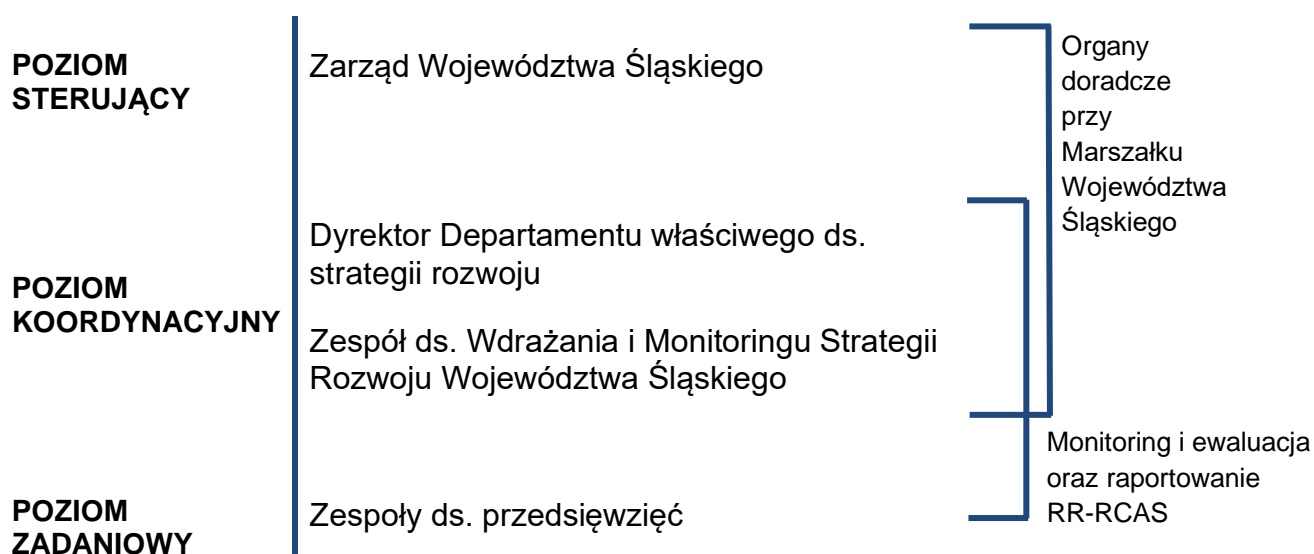 POZIOM
STERUJĄCY
Zarząd Województwa Śląskiego
Organy
doradcze
przy
Marszałku
Województwa
Śląskiego
POZIOM
KOORDYNACYJNY
Dyrektor Departamentu właściwego ds.
strategii rozwoju
Zespół ds. Wdrażania i Monitoringu Strategii
Rozwoju Województwa Śląskiego
Monitoring i ewaluacja
oraz raportowanie
RR-RCAS
POZIOM
ZADANIOWY
Zespoły ds. przedsięwzięć